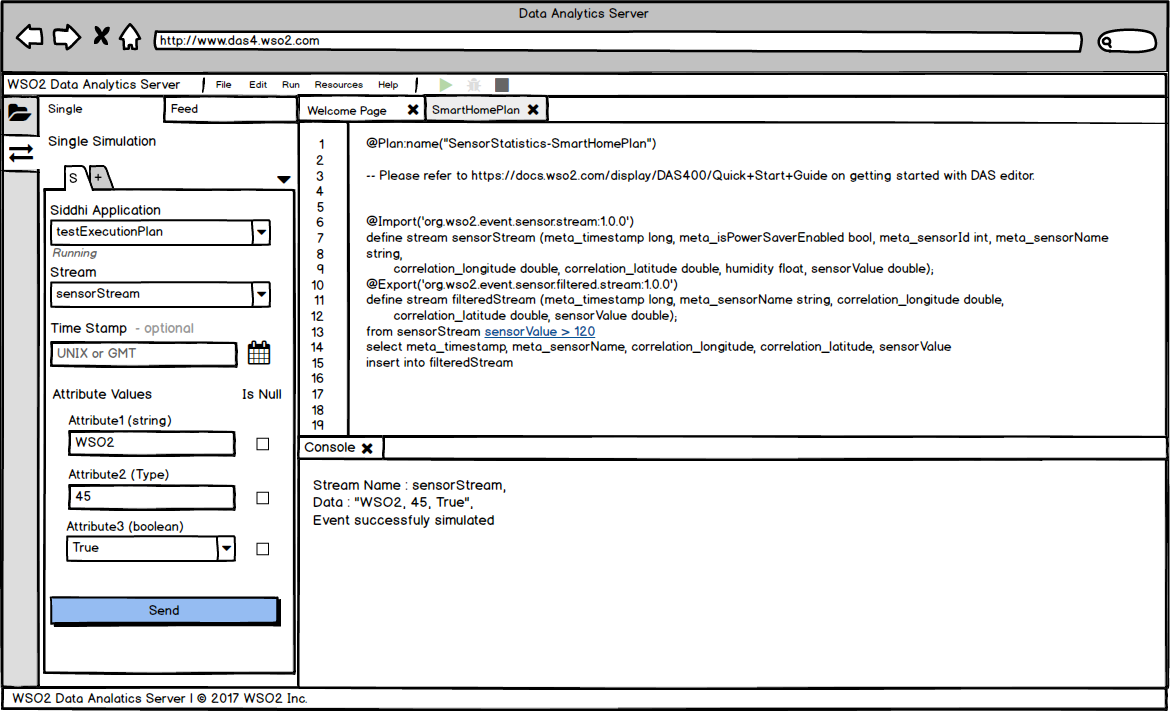 Data Analytics Server
http://www.das4.wso2.com
WSO2 Data Analytics Server | File Edit Run Resources Help |
Single
Feed
Single Simulation
S
+
Siddhi Application
testExecutionPlan
Running
Stream
sensorStream
Time Stamp - optional
UNIX or GMT
Attribute Values Is Null
Attribute1 (string)
WSO2
Attribute2 (Type)
45
Attribute3 (boolean)
True
Send
Welcome Page
SmartHomePlan
1 @Plan:name("SensorStatistics-SmartHomePlan")
2
3 -- Please refer to https://docs.wso2.com/display/DAS400/Quick+Start+Guide on getting started with DAS editor.
4
5
6 @Import('org.wso2.event.sensor.stream:1.0.0')
7 define stream sensorStream (meta_timestamp long, meta_isPowerSaverEnabled bool, meta_sensorId int, meta_sensorName
8 string,
9 correlation_longitude double, correlation_latitude double, humidity float, sensorValue double);
10 @Export('org.wso2.event.sensor.filtered.stream:1.0.0')
11 define stream filteredStream (meta_timestamp long, meta_sensorName string, correlation_longitude double,
12 correlation_latitude double, sensorValue double);
13 from sensorStream sensorValue > 120
14 select meta_timestamp, meta_sensorName, correlation_longitude, correlation_latitude, sensorValue
15 insert into filteredStream
16
17
18
19
Console
Stream Name : sensorStream,
Data : "WSO2, 45, True",
Event successfuly simulated
WSO2 Data Analatics Server | © 2017 WSO2 Inc.